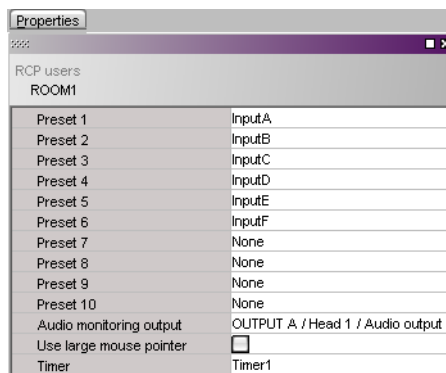 Properties
RCP users
ROOM1
Preset 1 InputA
Preset 2 InputB
Preset 3 InputC
Preset 4 InputD
Preset 5 InputE
Preset 6 InputF
Preset 7 None
Preset 8 None
Preset 9 None
Preset 10 None
Audio monitoring output OUTPUT A / Head 1 / Audio output
Use large mouse pointer
Timer Timer1